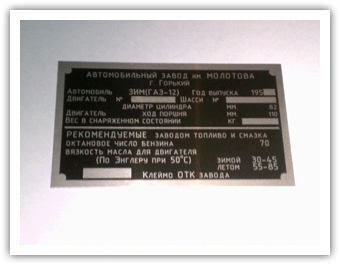 АВТОМОБИЛЬНЫЙ ЗАВОД им. МОЛОТОВА
г. ГОРЬКИЙ
АВТОМОБИЛЬ ЗИМ(ГАЗ-12) ГОД ВЫПУСКА 195
ДВИГАТЕЛЬ № ШАССИ №
ДИАМЕТР ЦИЛИНДРА ММ. 82
ДВИГАТЕЛЬ ХОД ПОРШНЯ ММ. 110
ВЕС В СНАРЯЖЕННОМ СОСТОЯНИИ КГ
РЕКОМЕНДУЕМЫЕ ЗАВОДОМ ТОПЛИВО И СМАЗКА
ОКТАНОВОЕ ЧИСЛО БЕНЗИНА 70
ВЯЗКОСТЬ МАСЛА ДЛЯ ДВИГАТЕЛЯ
(ПО ЭНГЛЕРУ ПРИ 50°С) ЗИМОЙ 30-45
ЛЕТОМ 55-85
КЛЕЙМО ОТК ЗАВОДА